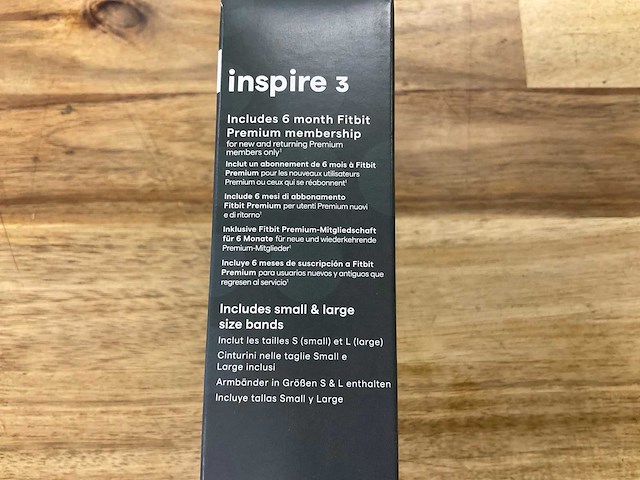 inspire 3
Includes 6 month Fitbit
Premium membership
for new and returning Premium
members only¹
Inclut un abonnement de 6 mois à Fitbit
Premium pour les nouveaux utilisateurs
Premium ou ceux qui se réabonnent¹
Include 6 mesi di abbonamento
Fitbit Premium per utenti Premium nuovi
e di ritorno¹
Inklusive Fitbit Premium-Mitgliedschaft
für 6 Monate für neue und wiederkehrende
Premium-Mitglieder¹
Incluye 6 meses de suscripción a Fitbit
Premium para usuarios nuevos y antiguos que
regresen al servicio¹
Includes small & large
size bands
Inclut les tailles S (small) et L (large)
Cinturini nelle taglie Small e
Large inclusi
Armbänder in Größen S & L enthalten
Incluye tallas Small y Large